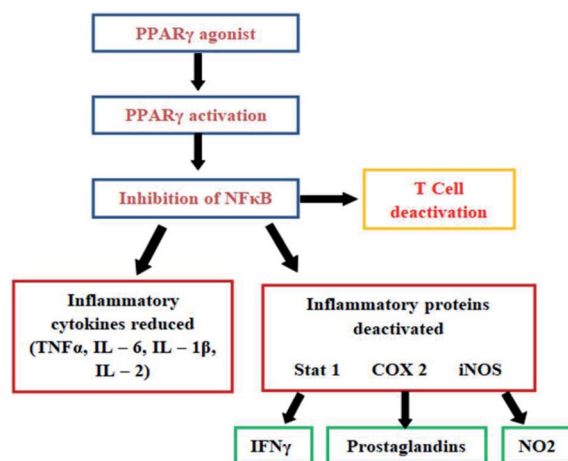 PPARγ agonist
PPARγ activation
Inhibition of NFκB
T Cell
deactivation
Inflammatory
cytokines reduced
(TNFα, IL – 6, IL – 1β,
IL – 2)
Inflammatory proteins
deactivated
Stat 1 COX 2 iNOS
IFNγ
Prostaglandins
NO2